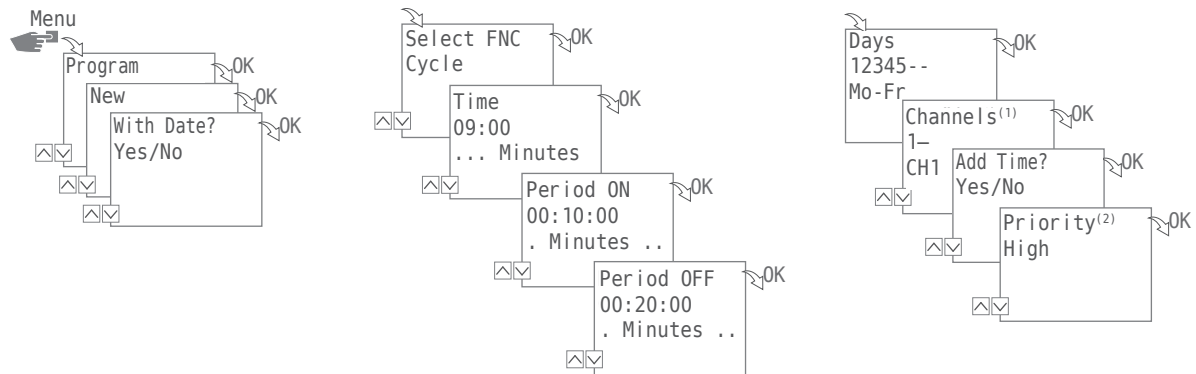 Menu
Program
OK
New
OK
With Date?
Yes/No
OK
Select FNC
Cycle
OK
Time
09:00
... Minutes
OK
Period ON
00:10:00
. Minutes ..
OK
Period OFF
00:20:00
. Minutes ..
OK
Days
12345--
Mo-Fr
OK
Channels(1)
1—
CH1
OK
Add Time?
Yes/No
OK
Priority(2)
High
OK